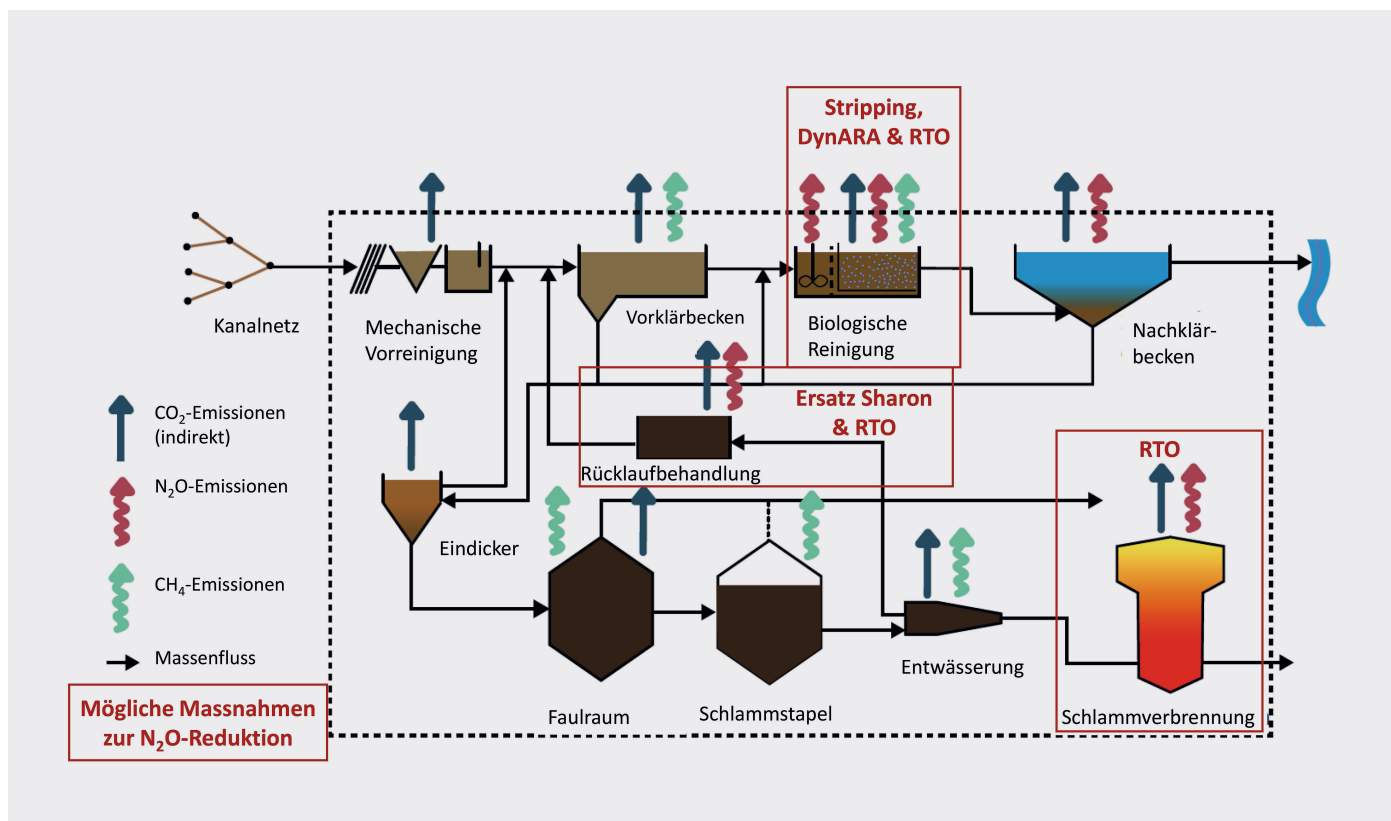 Stripping,
DynARA & RTO
Kanalnetz
Mechanische
Vorreinigung
Vorklärbecken
Biologische
Reinigung
Nachklär-
becken
CO₂-Emissionen
(indirekt)
N₂O-Emissionen
CH₄-Emissionen
Massenfluss
Mögliche Massnahmen
zur N₂O-Reduktion
Ersatz Sharon
& RTO
Rücklaufbehandlung
Eindicker
Faulraum
Schlammstapel
Entwässerung
RTO
Schlammverbrennung